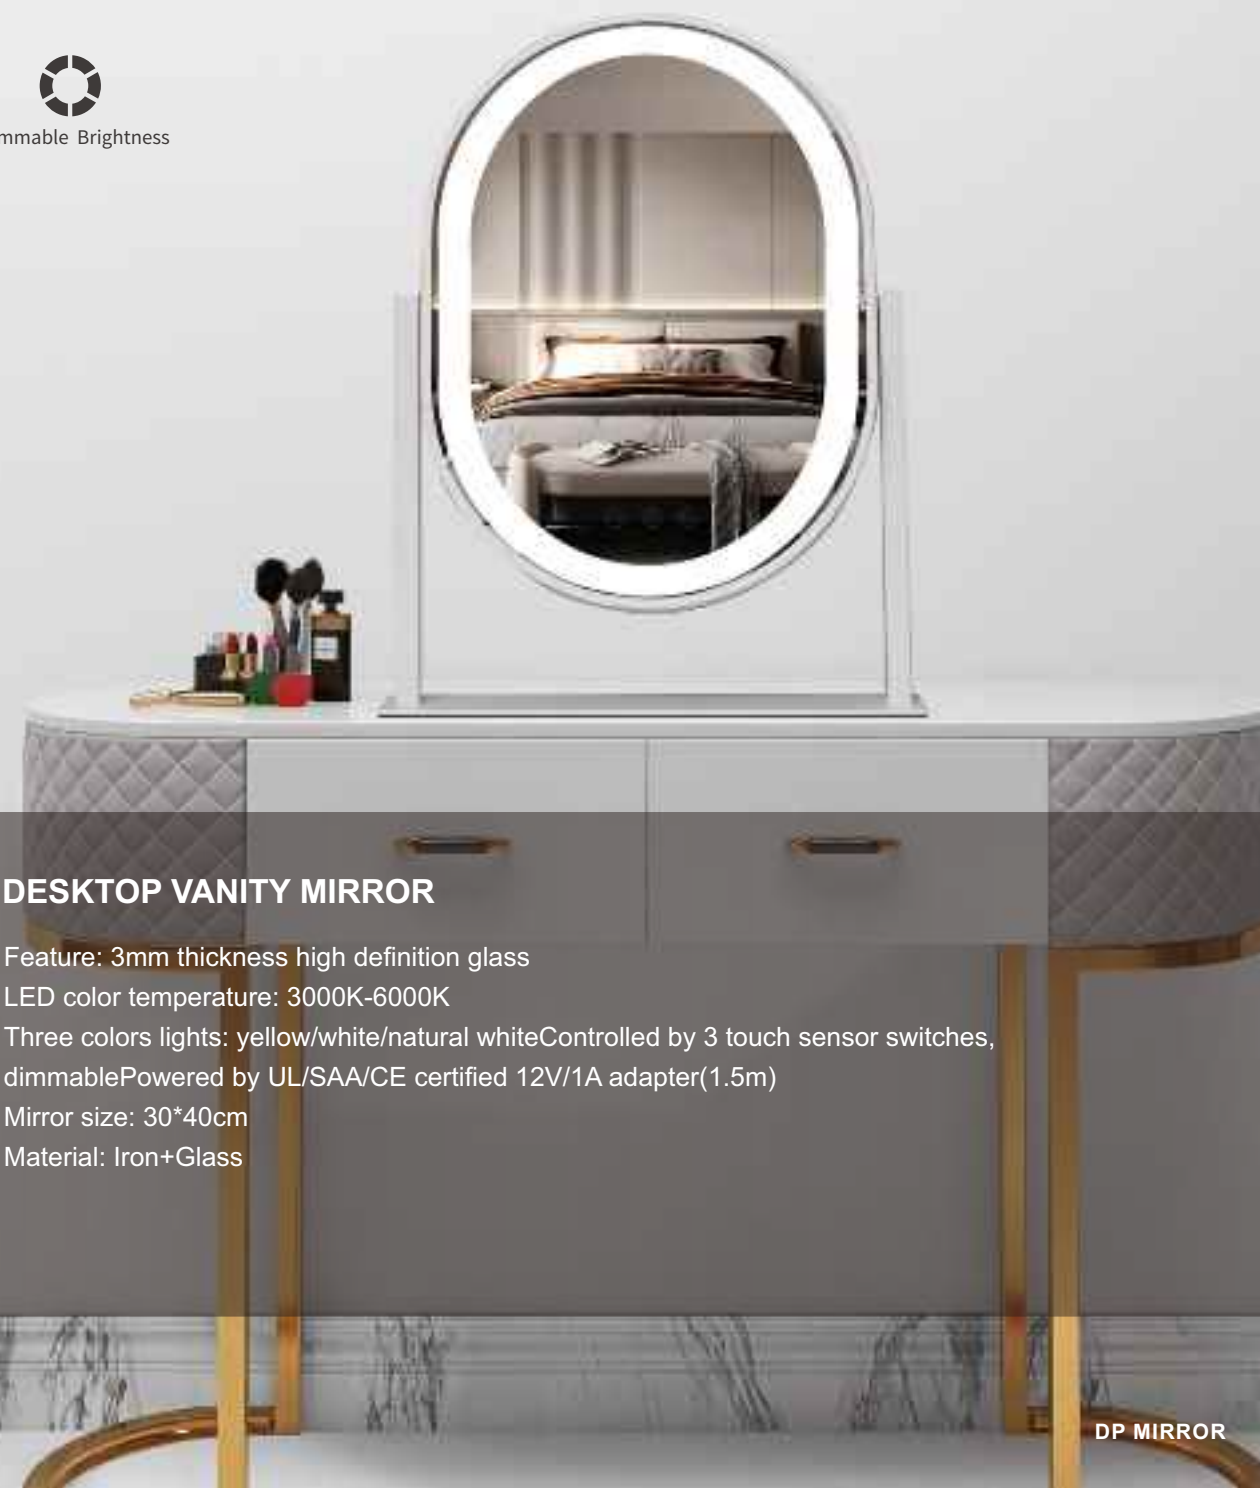 mmable Brightness
DESKTOP VANITY MIRROR
Feature: 3mm thickness high definition glass
LED color temperature: 3000K-6000K
Three colors lights: yellow/white/natural whiteControlled by 3 touch sensor switches,
dimmablePowered by UL/SAA/CE certified 12V/1A adapter(1.5m)
Mirror size: 30*40cm
Material: Iron+Glass
DP MIRROR